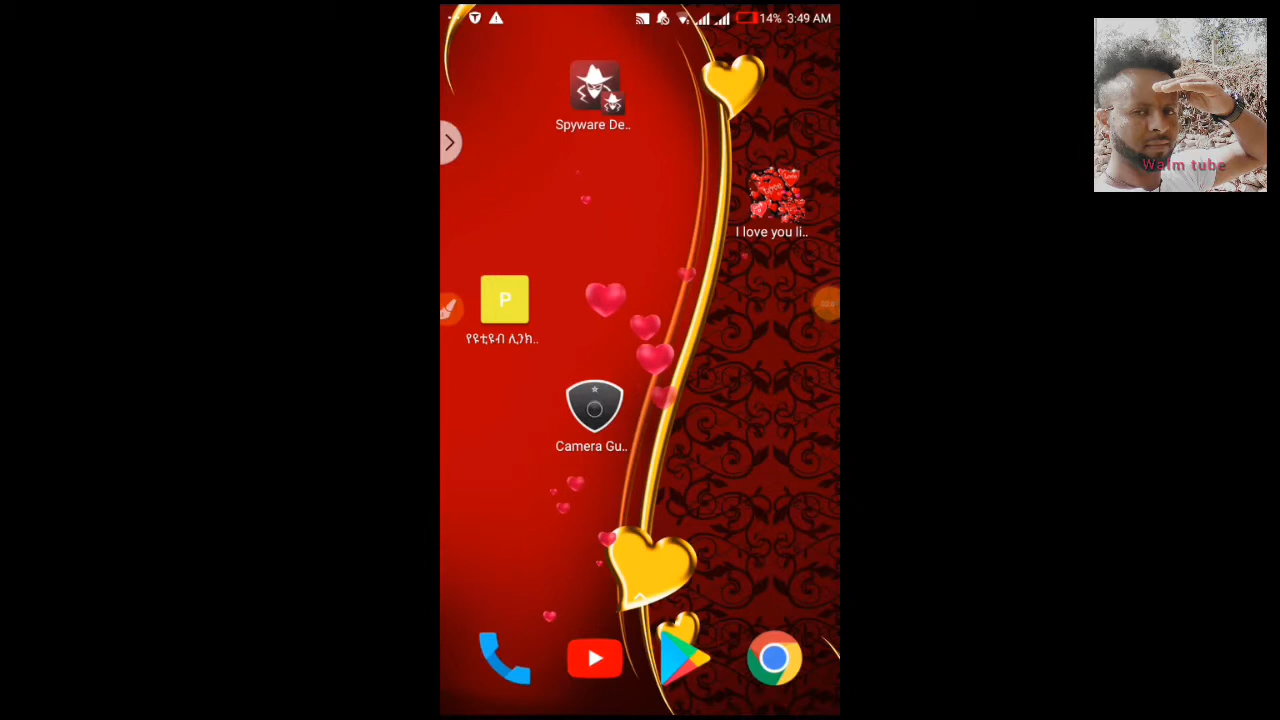 14% 3:49 AM
Spyware De..
Walm tube
I love you li..
P
የዩቲዩብ ሊንክ..
Camera Gu..